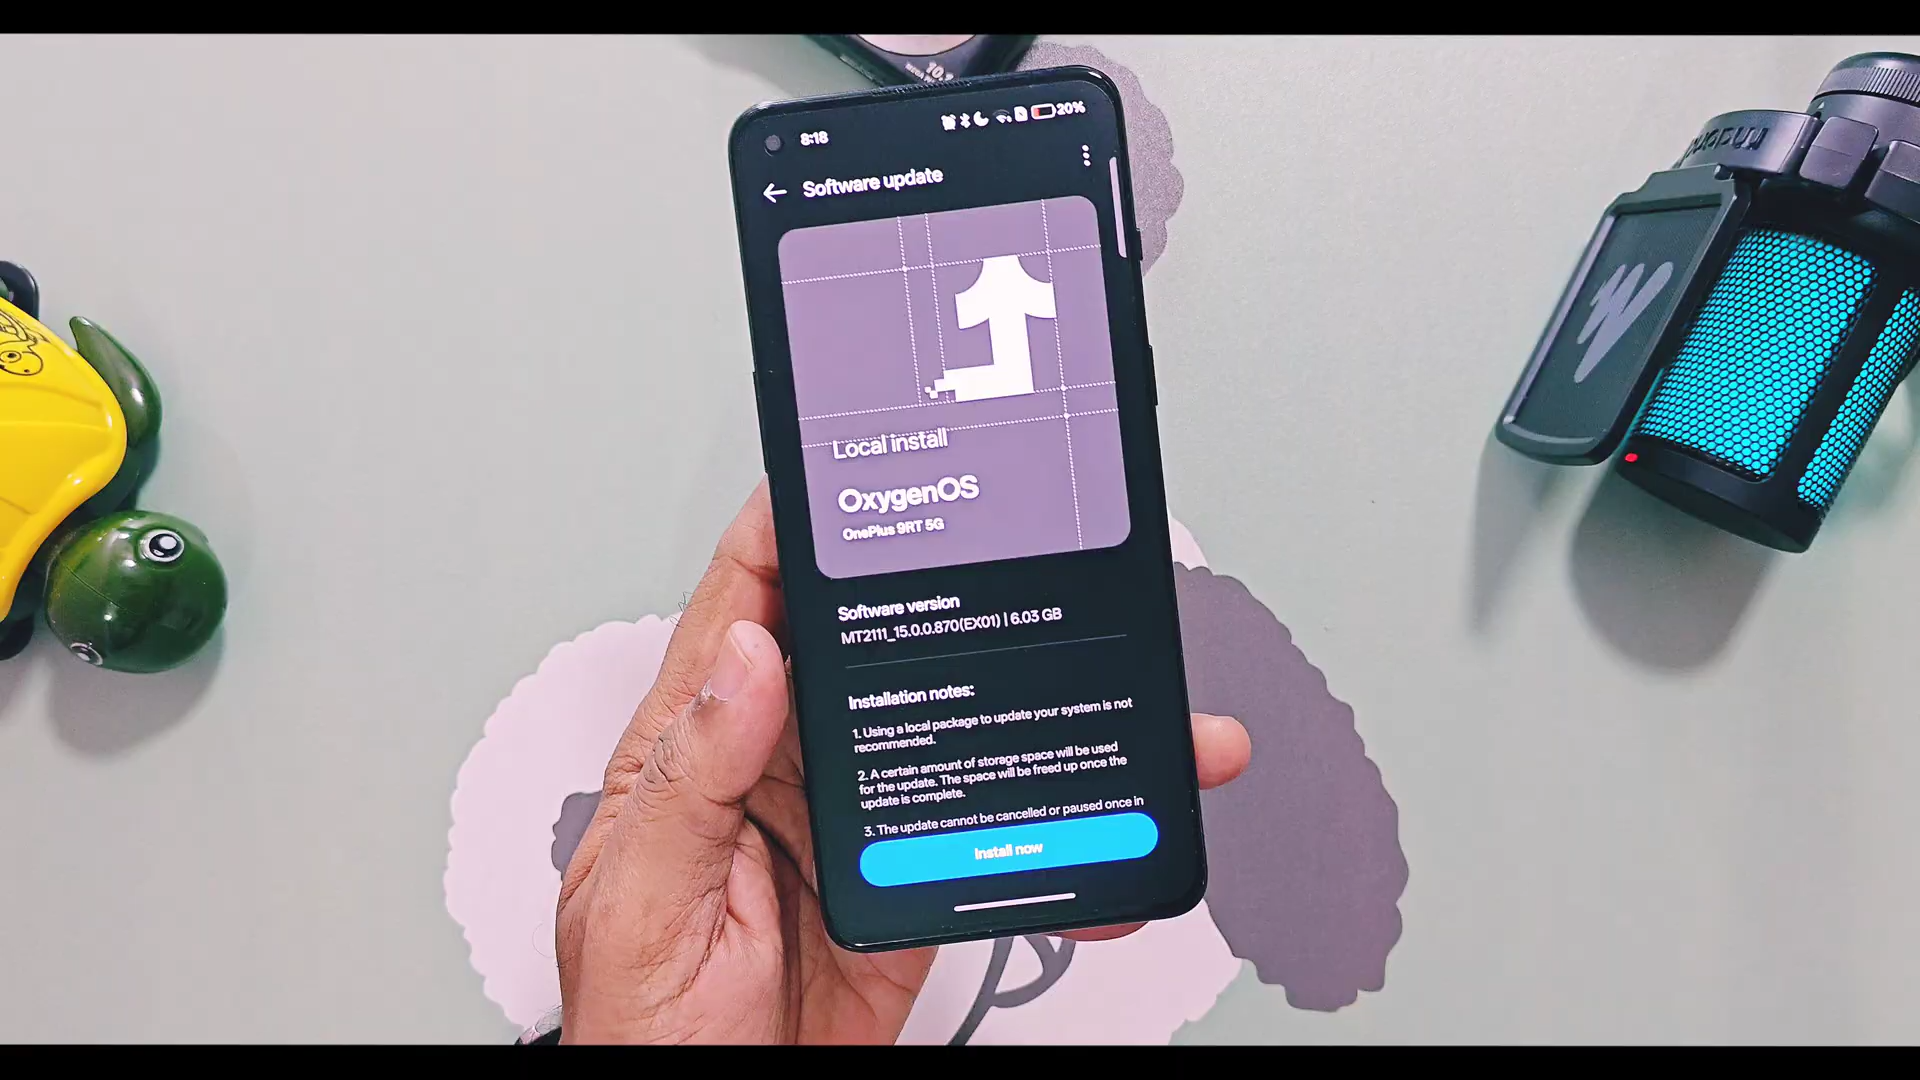 8:18
20%
Software update
Local install
OxygenOS
OnePlus 9RT 5G
Software version
MT2111_15.0.0.870(EX01) | 6.03 GB
Installation notes:
1. Using a local package to update your system is not
recommended.
2. A certain amount of storage space will be used
for the update. The space will be freed up once the
update is complete.
3. The update cannot be cancelled or paused once in
Install now
maono